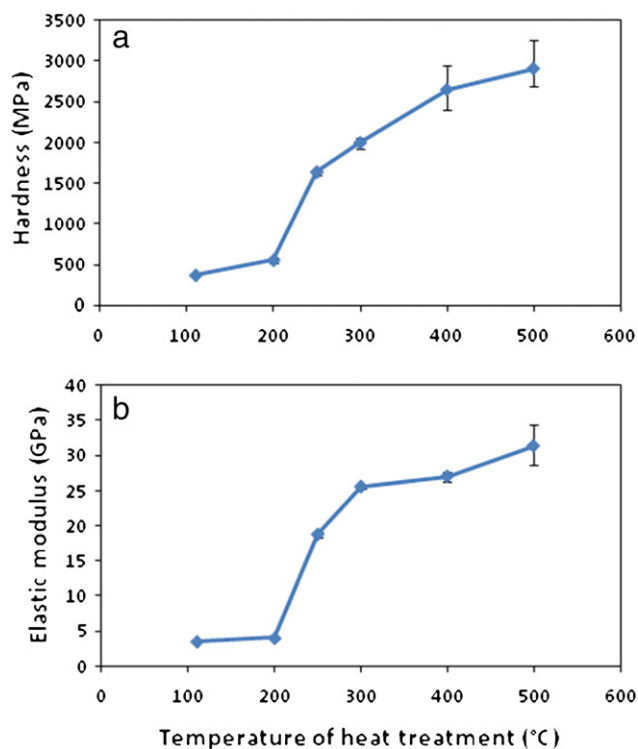 a
Hardness (MPa)
3500
3000
2500
2000
1500
1000
500
0
0 100 200 300 400 500 600
b
Elastic modulus (GPa)
40
35
30
25
20
15
10
5
0
0 100 200 300 400 500 600
Temperature of heat treatment (°C)